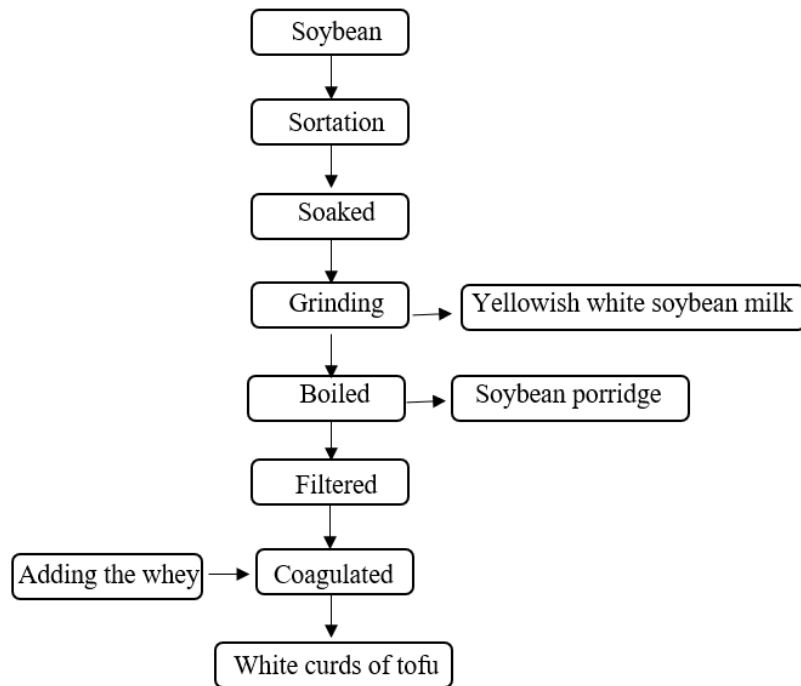 Soybean
Sortation
Soaked
Grinding
Yellowish white soybean milk
Boiled
Soybean porridge
Filtered
Adding the whey
Coagulated
White curds of tofu